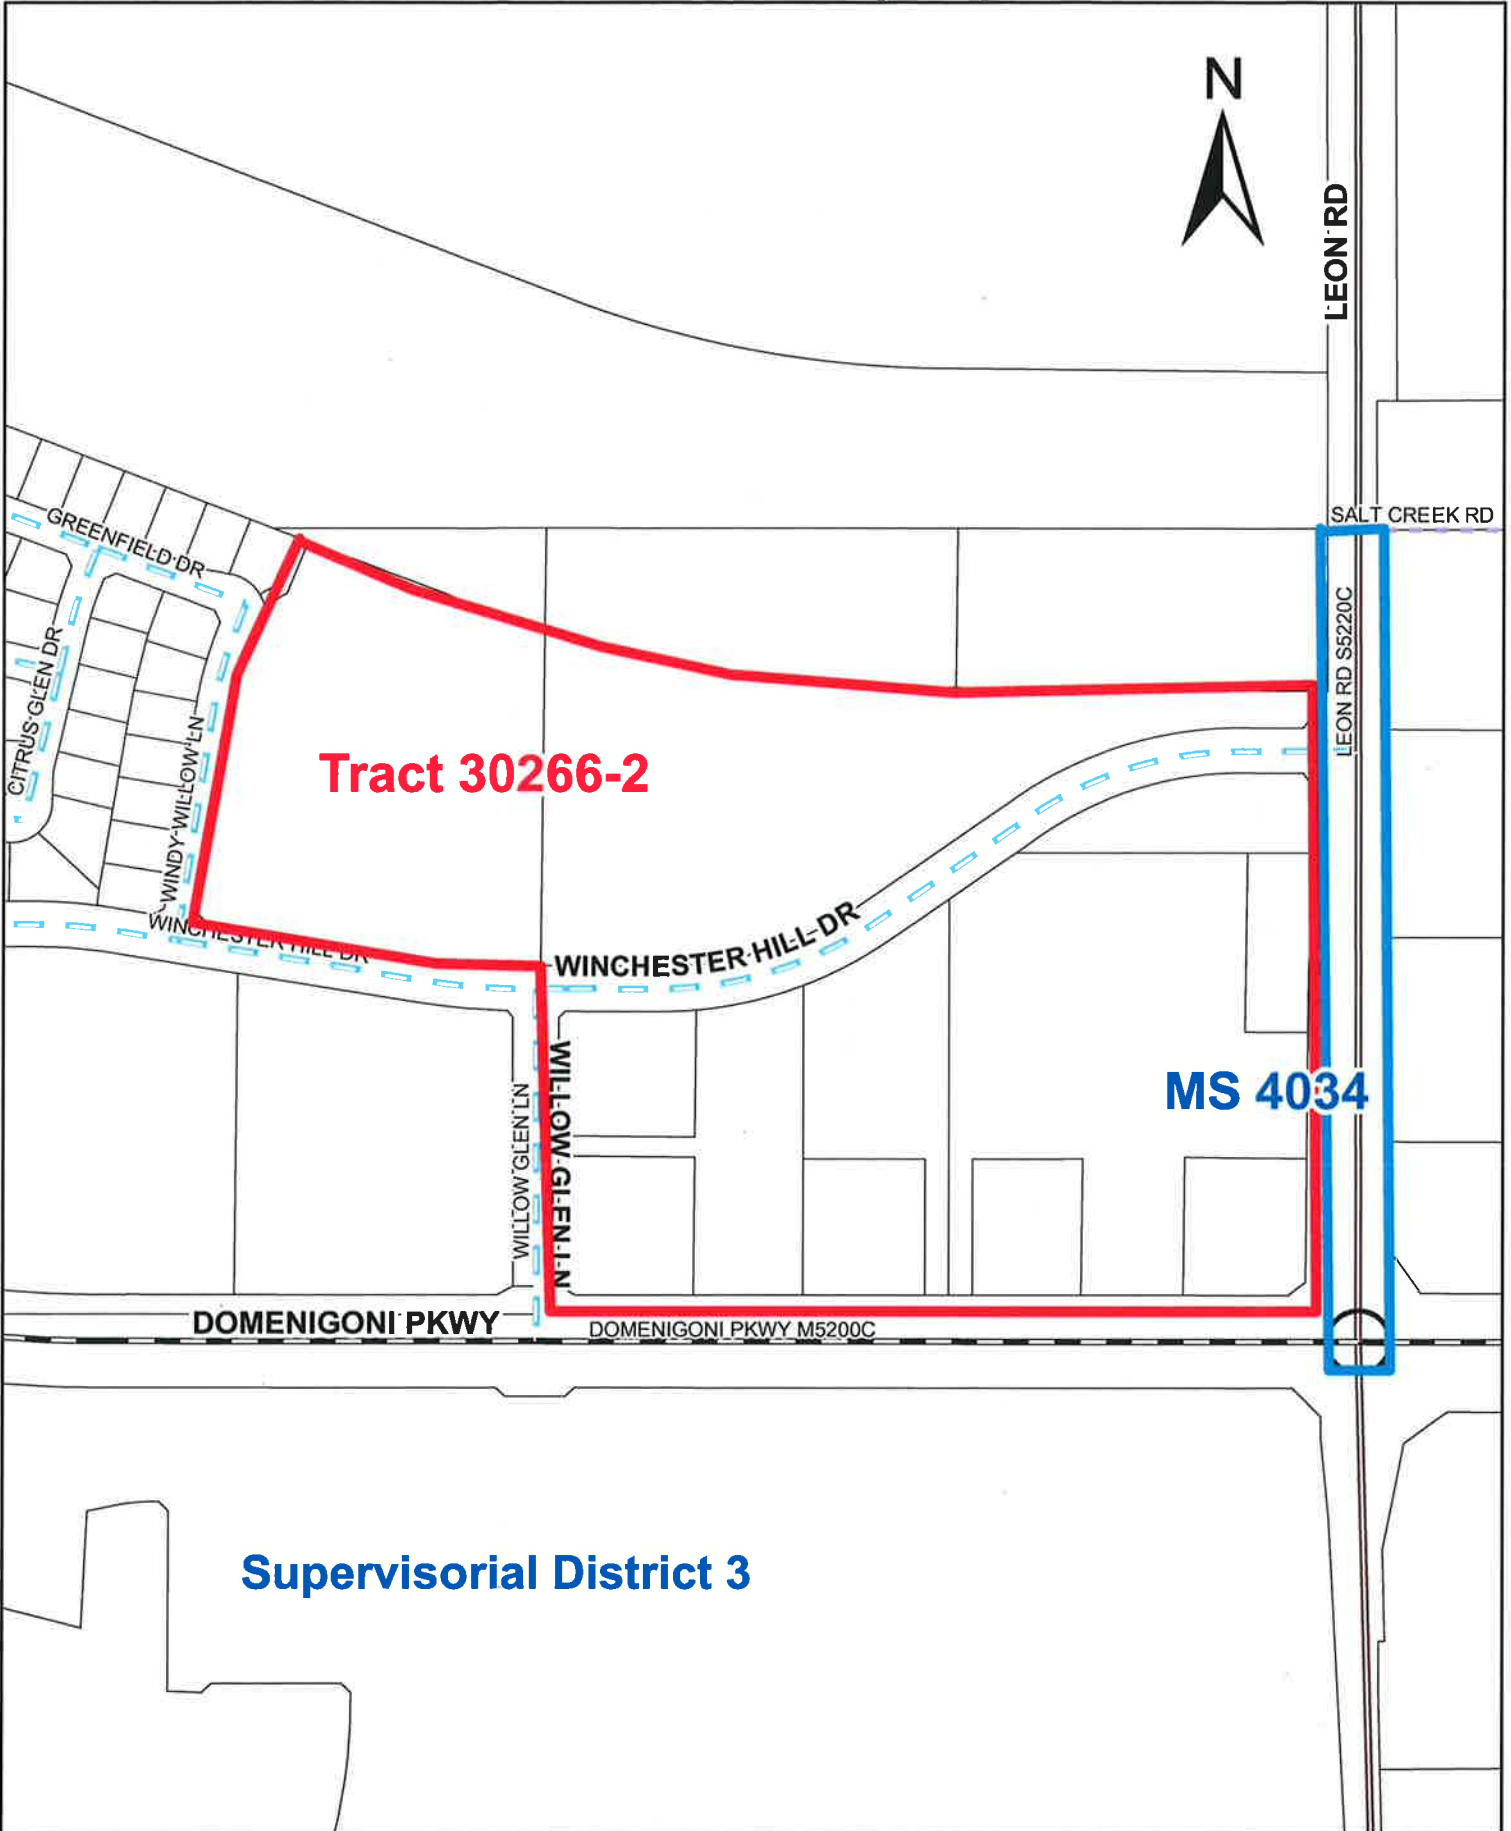 N
LEON RD
SALT CREEK RD
GREENFIELD DR
LEON RD S5220C
CITRUS GLEN DR
WINDY WILLOW LN
Tract 30266-2
WINCHESTER HILL DR
WINCHESTER HILL DR
WILLOW GLEN LN
WILLOW GLEN LN
MS 4034
DOMENIGONI PKWY
DOMENIGONI PKWY M5200C
Supervisorial District 3